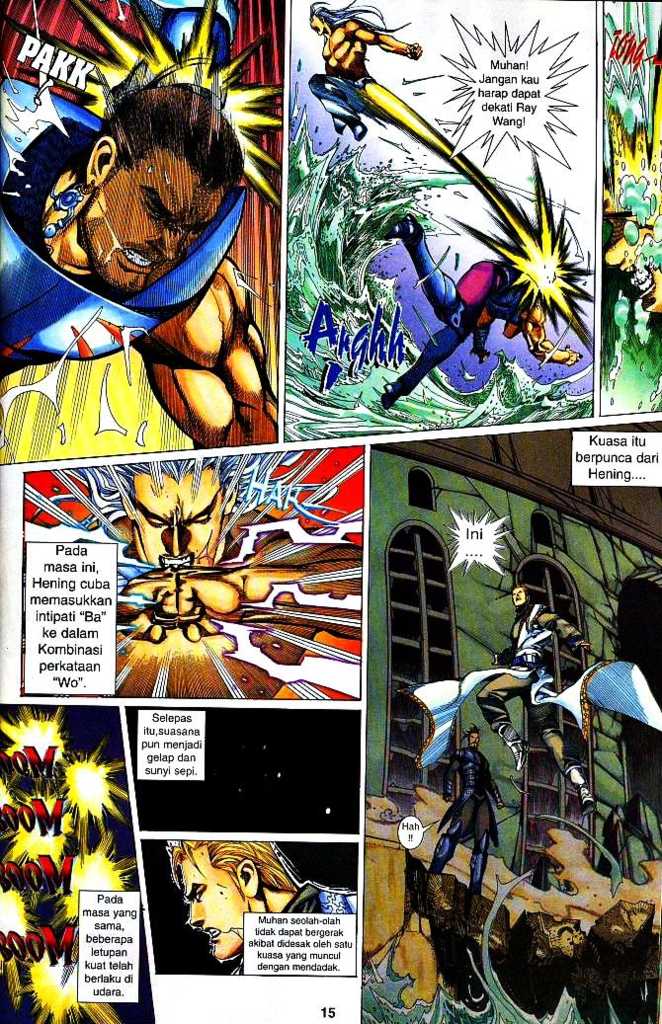 PAKK
Muhan!
Jangan kau
harap dapat
dekati Ray
Wang!
Arghh
!
ZONG
HAR
Pada
masa ini,
Hening cuba
memasukkan
intipati "Ba"
ke dalam
Kombinasi
perkataan
"Wo".
Kuasa itu
berpunca dari
Hening....
Ini
....
Hah
!!
Selepas
itu,suasana
pun menjadi
gelap dan
sunyi sepi.
Pada
masa yang
sama,
beberapa
letupan
kuat telah
berlaku di
udara.
Muhan seolah-olah
tidak dapat bergerak
akibat didesak oleh satu
kuasa yang muncul
dengan mendadak.
15